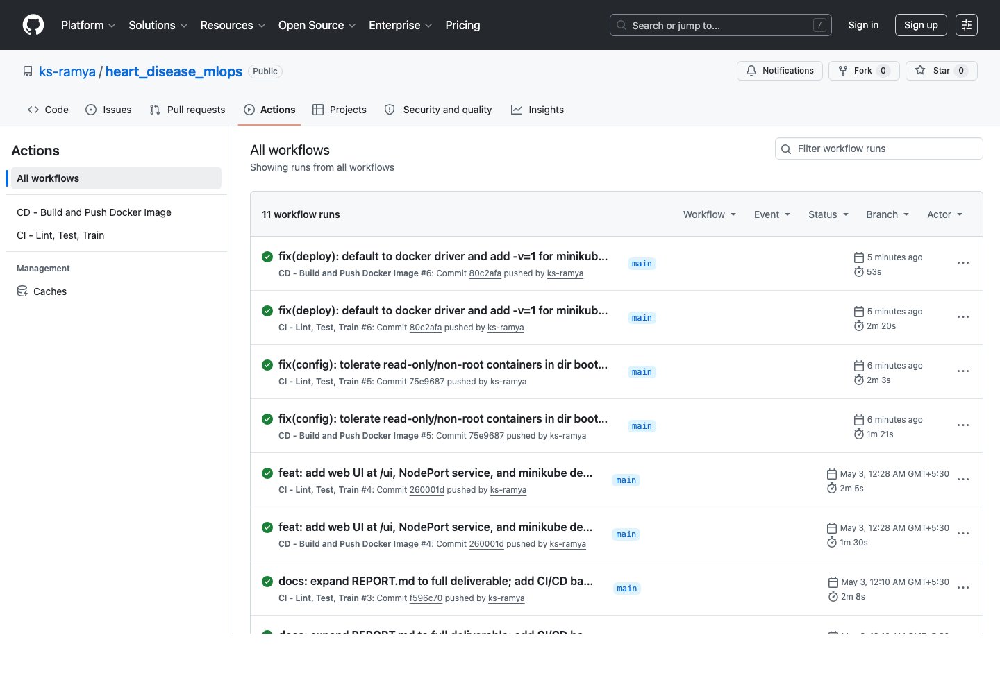 Platform Solutions Resources Open Source Enterprise Pricing Search or jump to... / Sign in Sign up
ks-ramya / heart_disease_mlops Public Notifications Fork 0 Star 0
Code Issues Pull requests Actions Projects Security and quality Insights
Actions
All workflows
CD - Build and Push Docker Image
CI - Lint, Test, Train
Management
Caches
All workflows
Showing runs from all workflows
Filter workflow runs
11 workflow runs Workflow Event Status Branch Actor
fix(deploy): default to docker driver and add -v=1 for minikub...
CD - Build and Push Docker Image #6: Commit 80c2afa pushed by ks-ramya
main
5 minutes ago
53s
fix(deploy): default to docker driver and add -v=1 for minikub...
CI - Lint, Test, Train #6: Commit 80c2afa pushed by ks-ramya
main
5 minutes ago
2m 20s
fix(config): tolerate read-only/non-root containers in dir boot...
CI - Lint, Test, Train #5: Commit 75e9687 pushed by ks-ramya
main
6 minutes ago
2m 3s
fix(config): tolerate read-only/non-root containers in dir boot...
CD - Build and Push Docker Image #5: Commit 75e9687 pushed by ks-ramya
main
6 minutes ago
1m 21s
feat: add web UI at /ui, NodePort service, and minikube de...
CI - Lint, Test, Train #4: Commit 260001d pushed by ks-ramya
main
May 3, 12:28 AM GMT+5:30
2m 5s
feat: add web UI at /ui, NodePort service, and minikube de...
CD - Build and Push Docker Image #4: Commit 260001d pushed by ks-ramya
main
May 3, 12:28 AM GMT+5:30
1m 30s
docs: expand REPORT.md to full deliverable; add CI/CD ba...
CI - Lint, Test, Train #3: Commit f596c70 pushed by ks-ramya
main
May 3, 12:10 AM GMT+5:30
2m 8s
docs: expand REPORT.md to full deliverable; add CI/CD ba...